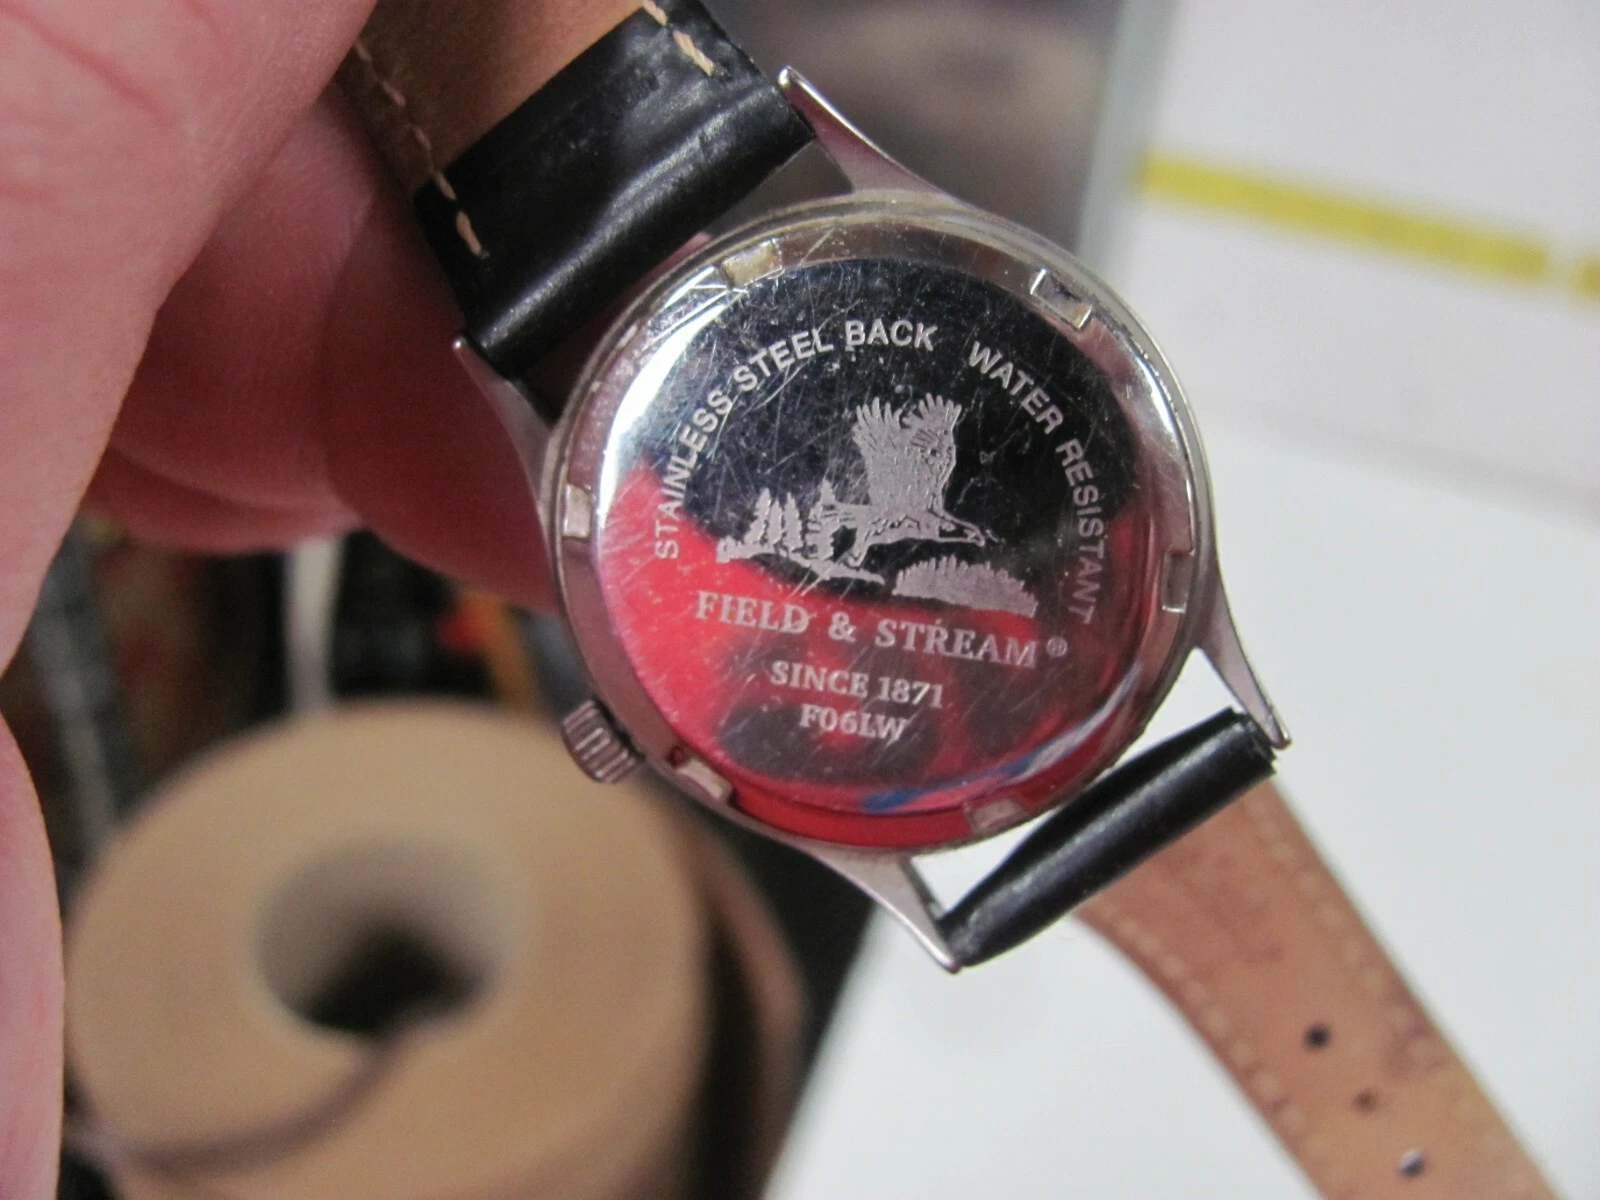 STAINLESS STEEL BACK WATER RESISTANT
FIELD & STREAM®
SINCE 1871
F06LW